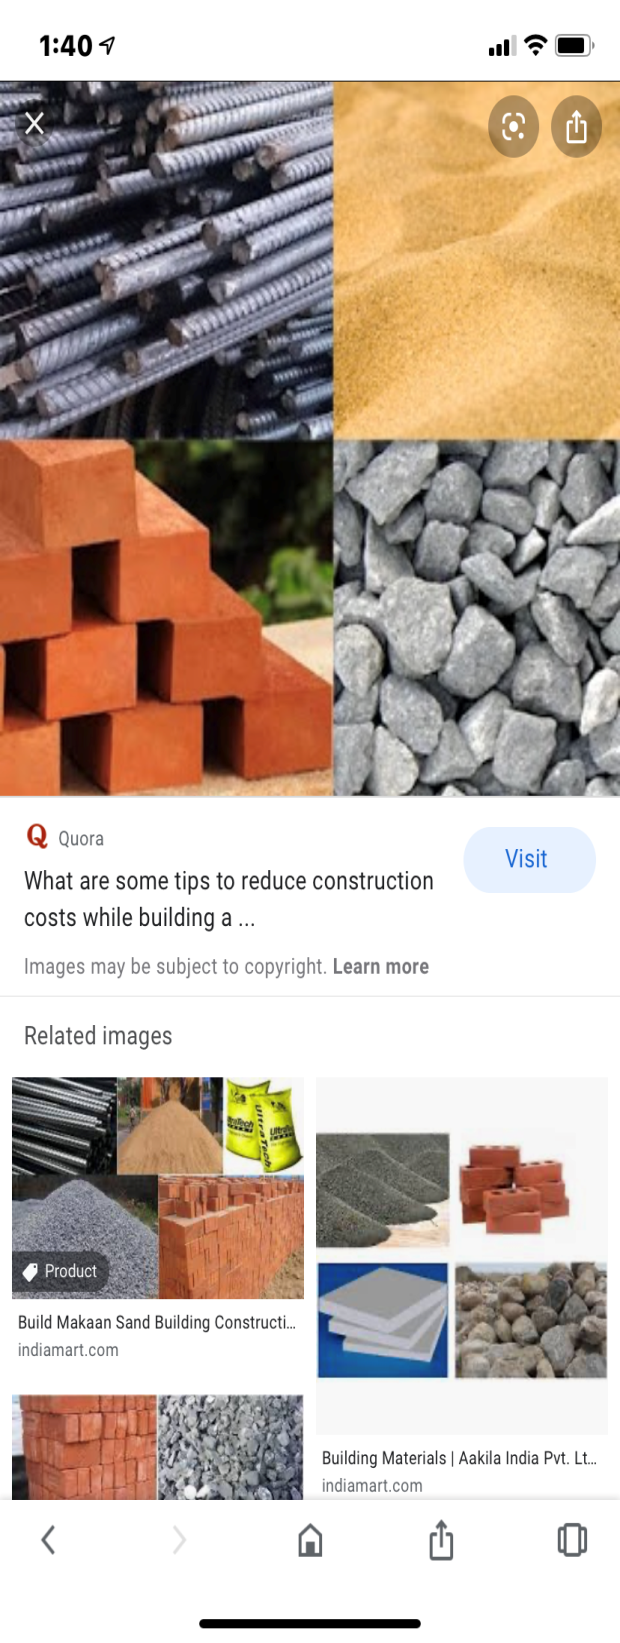 1:40
Q Quora
Visit
What are some tips to reduce construction
costs while building a ...
Images may be subject to copyright. Learn more
Related images
UltraTech
UltraTech
Product
Build Makaan Sand Building Constructi...
indiamart.com
Building Materials | Aakila India Pvt. Lt...
indiamart.com